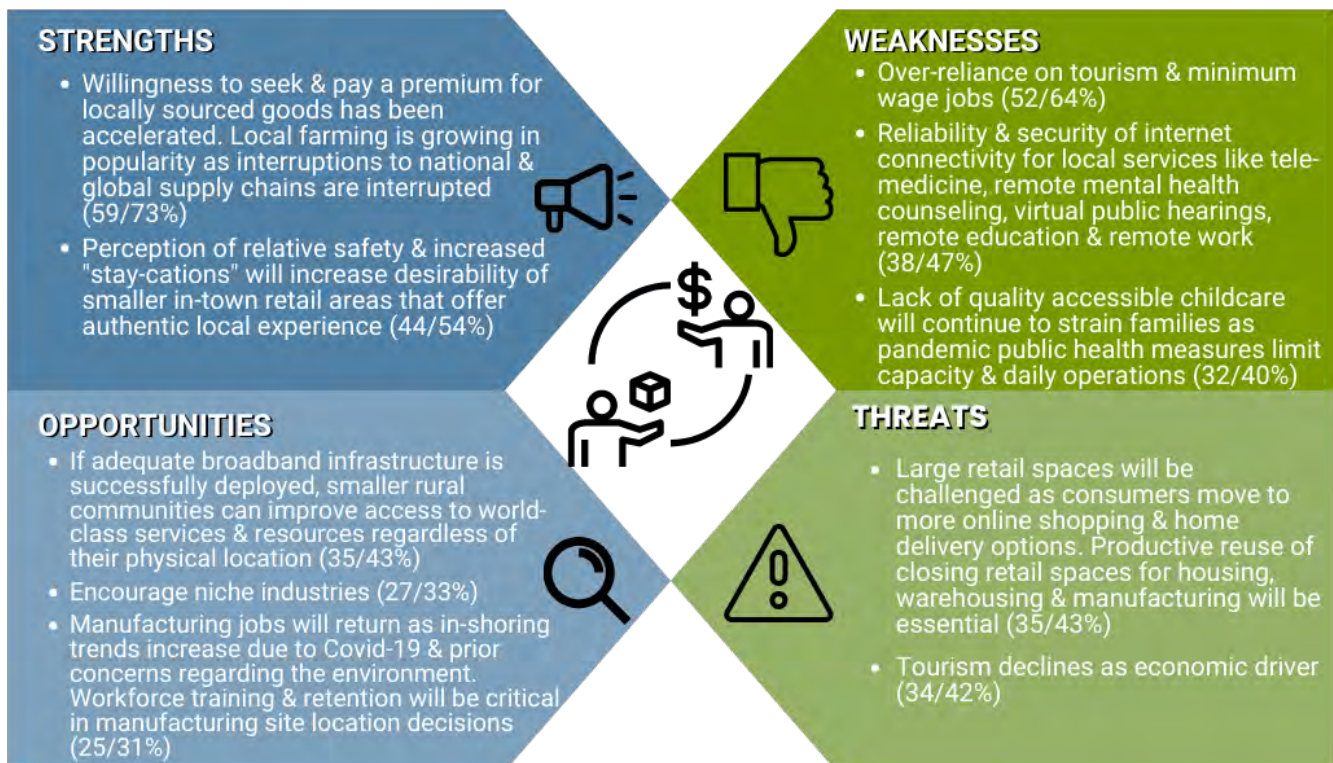 STRENGTHS
• Willingness to seek & pay a premium for
locally sourced goods has been
accelerated. Local farming is growing in
popularity as interruptions to national &
global supply chains are interrupted
(59/73%)
• Perception of relative safety & increased
"stay-cations" will increase desirability of
smaller in-town retail areas that offer
authentic local experience (44/54%)
WEAKNESSES
• Over-reliance on tourism & minimum
wage jobs (52/64%)
• Reliability & security of internet
connectivity for local services like tele-
medicine, remote mental health
counseling, virtual public hearings,
remote education & remote work
(38/47%)
• Lack of quality accessible childcare
will continue to strain families as
pandemic public health measures limit
capacity & daily operations (32/40%)
$
OPPORTUNITIES
• If adequate broadband infrastructure is
successfully deployed, smaller rural
communities can improve access to world-
class services & resources regardless of
their physical location (35/43%)
• Encourage niche industries (27/33%)
• Manufacturing jobs will return as in-shoring
trends increase due to Covid-19 & prior
concerns regarding the environment.
Workforce training & retention will be critical
in manufacturing site location decisions
(25/31%)
THREATS
• Large retail spaces will be
challenged as consumers move to
more online shopping & home
delivery options. Productive reuse of
closing retail spaces for housing,
warehousing & manufacturing will be
essential (35/43%)
• Tourism declines as economic driver
(34/42%)